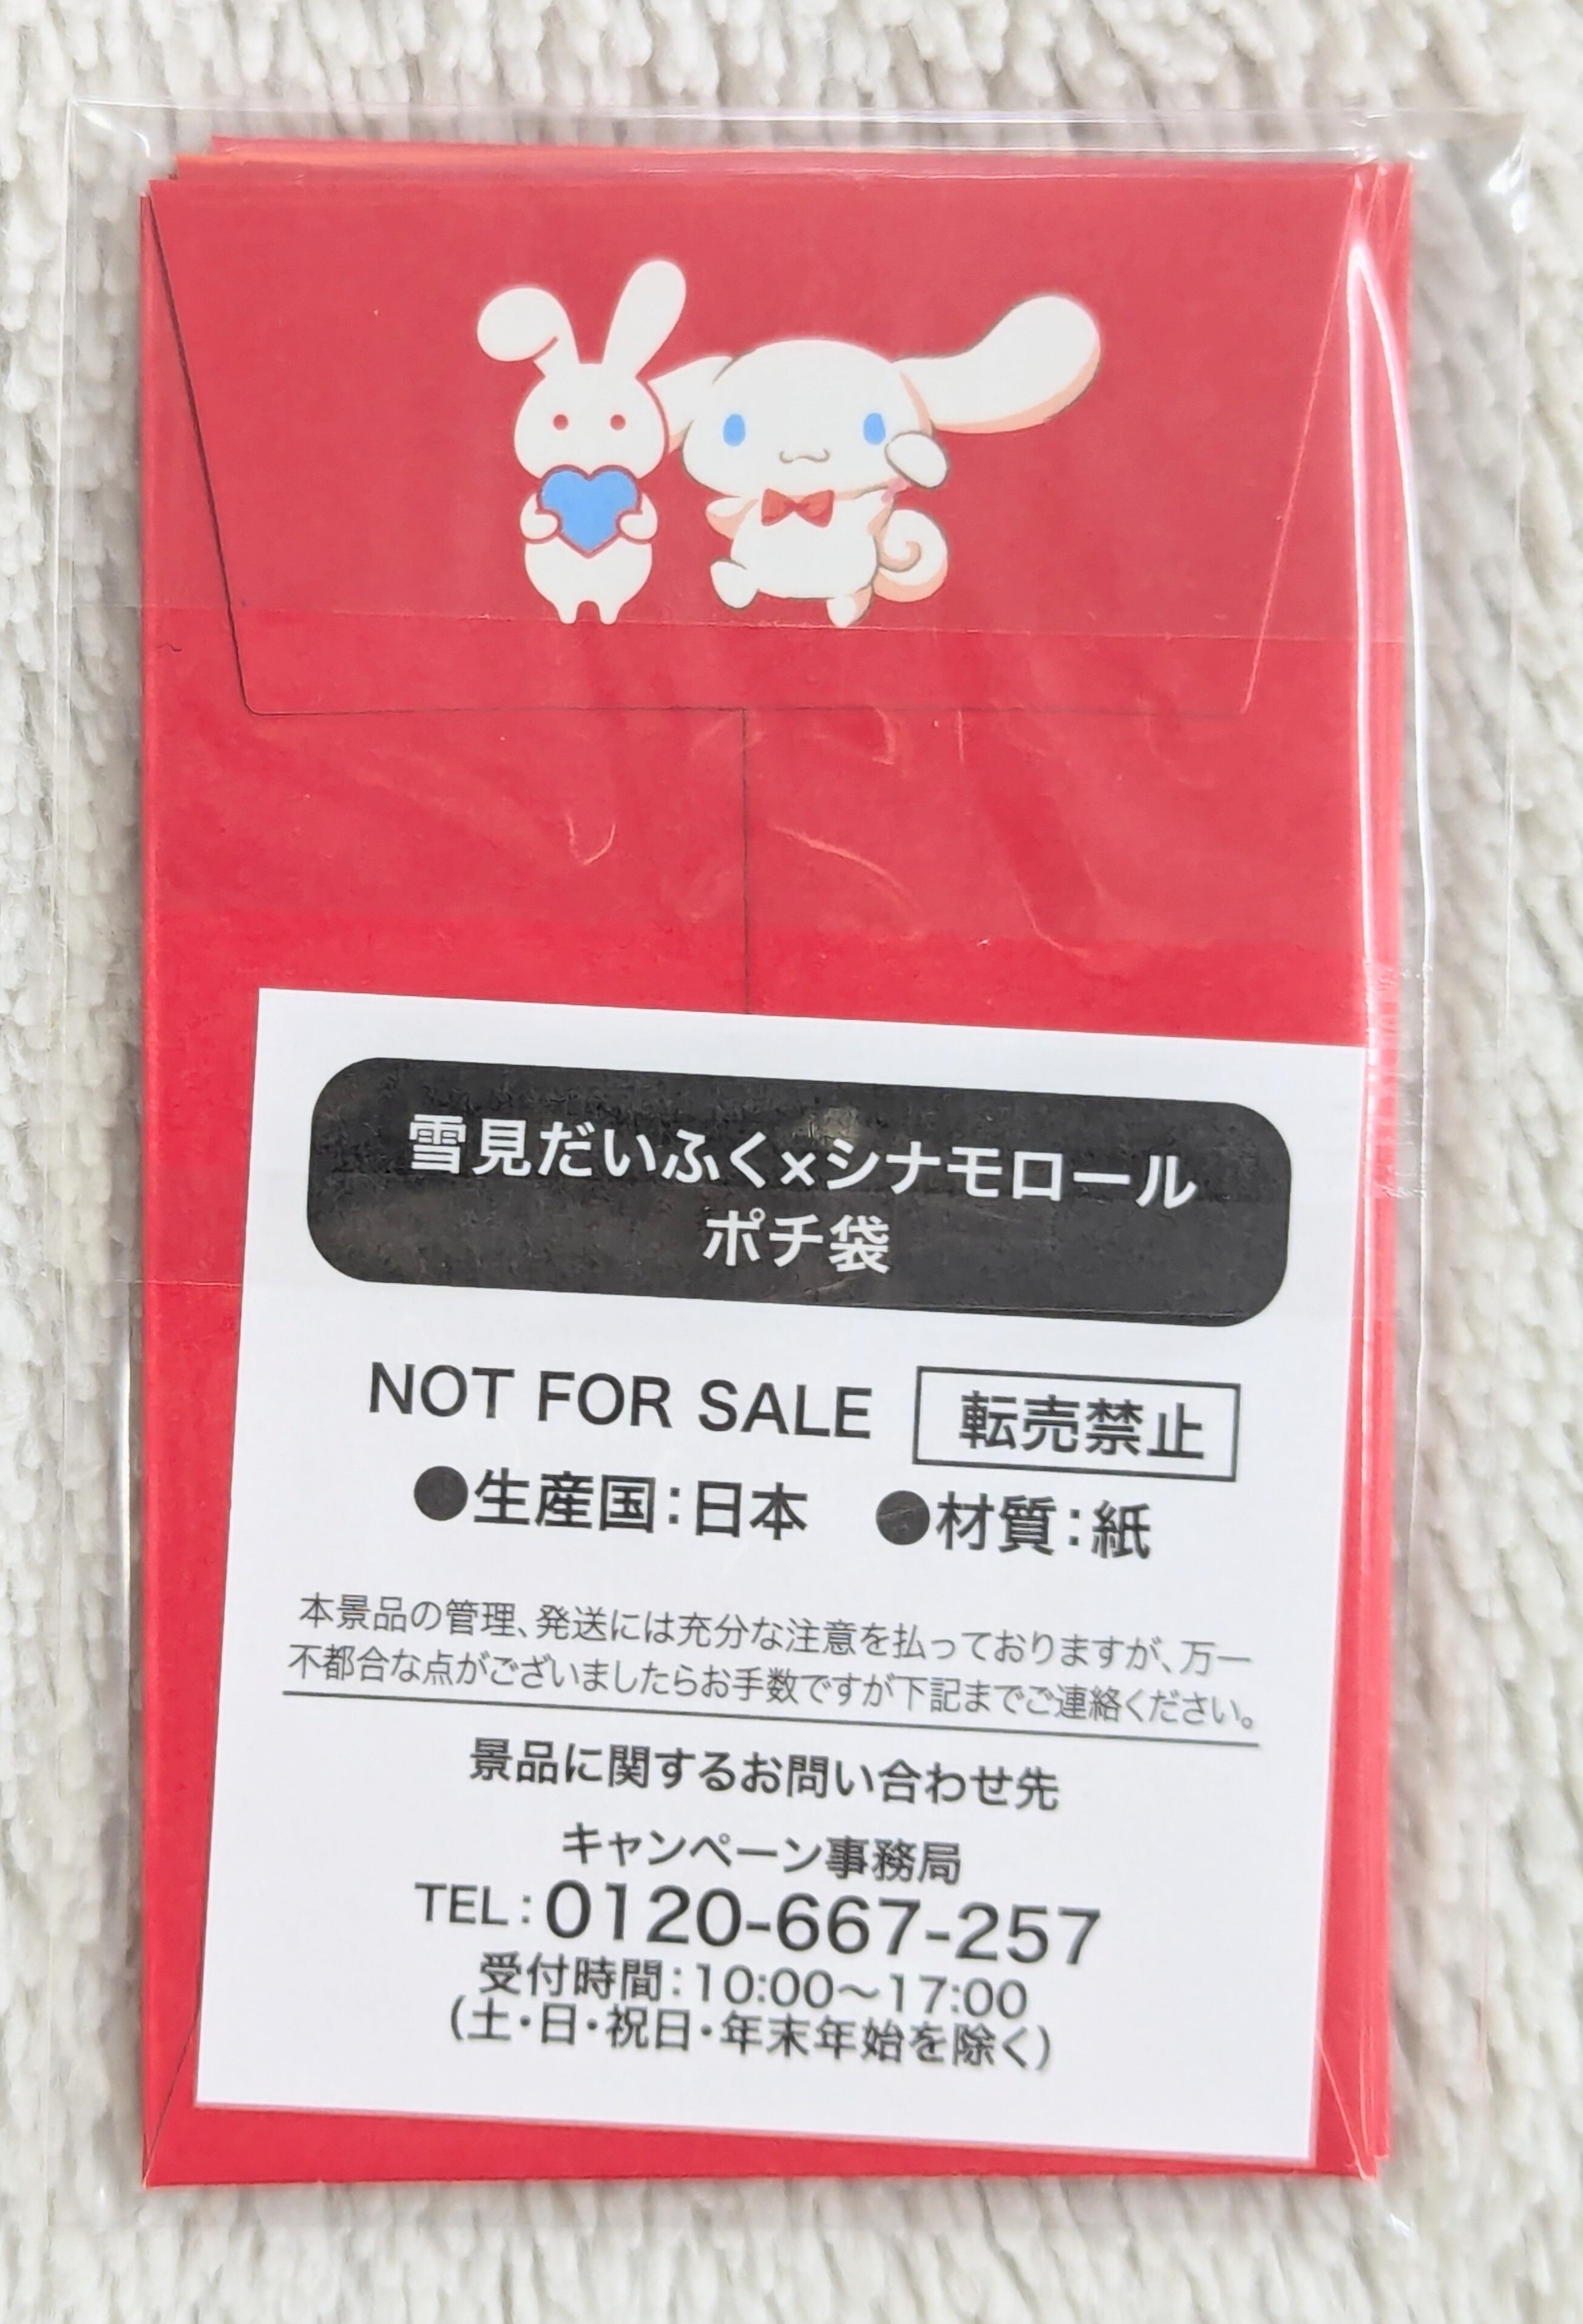 雪見だいふく×シナモロール
ポチ袋
NOT FOR SALE 転売禁止
●生産国:日本 ●材質:紙
本景品の管理、発送には充分な注意を払っておりますが、万一
不都合な点がございましたらお手数ですが下記までご連絡ください。
景品に関するお問い合わせ先
キャンペーン事務局
TEL:0120-667-257
受付時間:10:00〜17:00
(土・日・祝日・年末年始を除く)